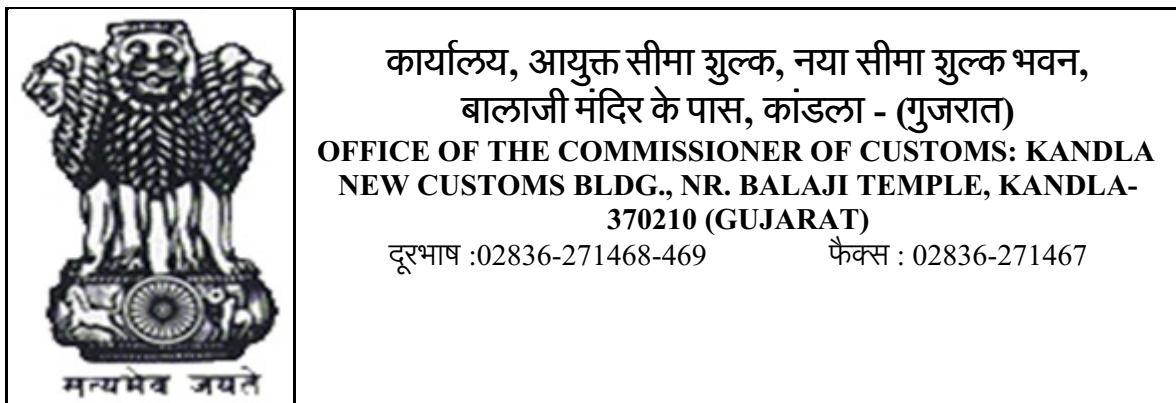 सत्यमेव जयते
कार्यालय, आयुक्त सीमा शुल्क, नया सीमा शुल्क भवन,
बालाजी मंदिर के पास, कांडला - (गुजरात)
OFFICE OF THE COMMISSIONER OF CUSTOMS: KANDLA
NEW CUSTOMS BLDG., NR. BALAJI TEMPLE, KANDLA-
370210 (GUJARAT)
दूरभाष :02836-271468-469 फैक्स : 02836-271467